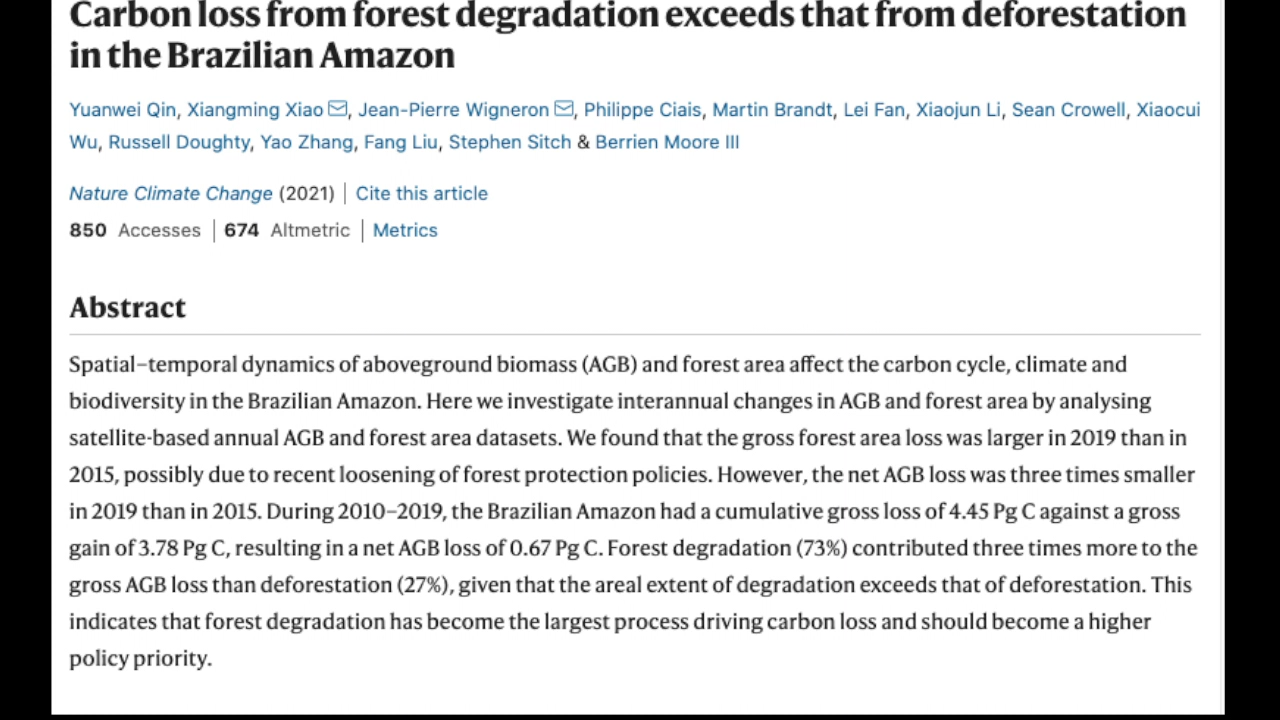 Carbon loss from forest degradation exceeds that from deforestation
in the Brazilian Amazon
Yuanwei Qin, Xiangming Xiao, Jean-Pierre Wigneron, Philippe Ciais, Martin Brandt, Lei Fan, Xiaojun Li, Sean Crowell, Xiaocui
Wu, Russell Doughty, Yao Zhang, Fang Liu, Stephen Sitch & Berrien Moore III
Nature Climate Change (2021) | Cite this article
850 Accesses | 674 Altmetric | Metrics
Abstract
Spatial–temporal dynamics of aboveground biomass (AGB) and forest area affect the carbon cycle, climate and
biodiversity in the Brazilian Amazon. Here we investigate interannual changes in AGB and forest area by analysing
satellite-based annual AGB and forest area datasets. We found that the gross forest area loss was larger in 2019 than in
2015, possibly due to recent loosening of forest protection policies. However, the net AGB loss was three times smaller
in 2019 than in 2015. During 2010–2019, the Brazilian Amazon had a cumulative gross loss of 4.45 Pg C against a gross
gain of 3.78 Pg C, resulting in a net AGB loss of 0.67 Pg C. Forest degradation (73%) contributed three times more to the
gross AGB loss than deforestation (27%), given that the areal extent of degradation exceeds that of deforestation. This
indicates that forest degradation has become the largest process driving carbon loss and should become a higher
policy priority.